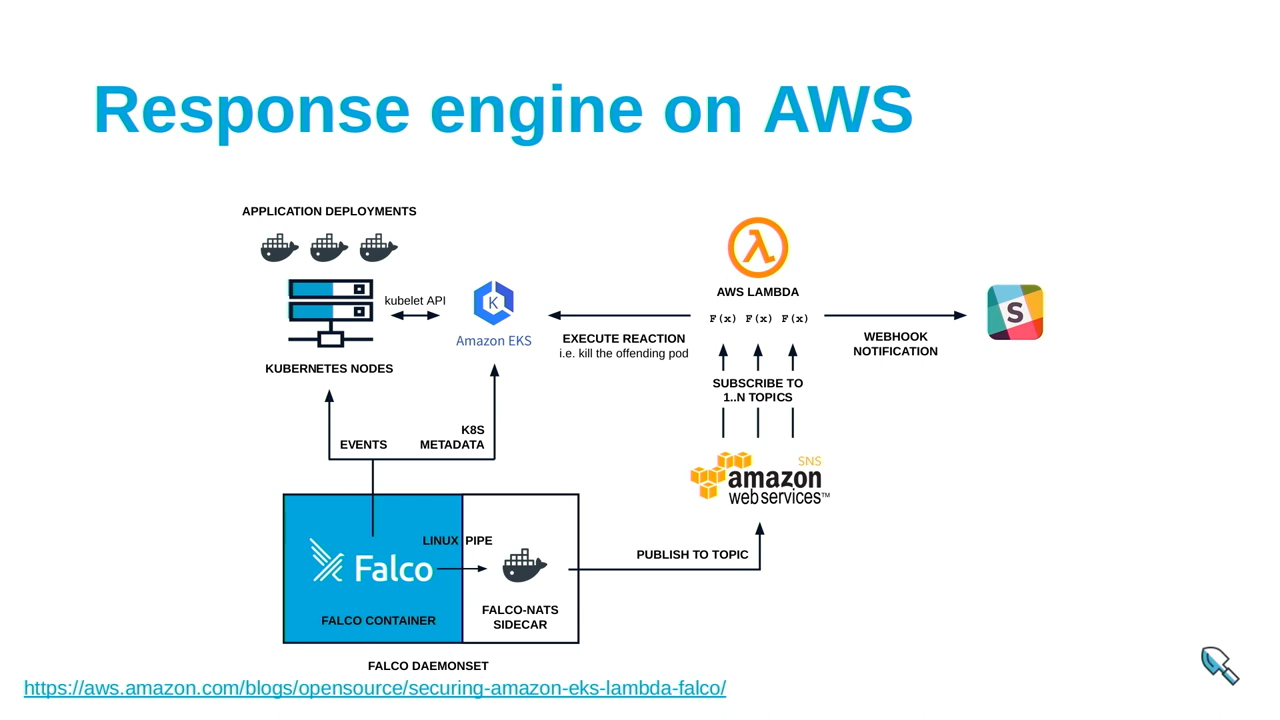 Response engine on AWS
APPLICATION DEPLOYMENTS
kubelet API
Amazon EKS
KUBERNETES NODES
AWS LAMBDA
F(x) F(x) F(x)
EXECUTE REACTION
i.e. kill the offending pod
WEBHOOK
NOTIFICATION
S
K
λ
SUBSCRIBE TO
1..N TOPICS
EVENTS
K8S
METADATA
SNS
amazon
web services™
LINUX PIPE
Falco
PUBLISH TO TOPIC
FALCO CONTAINER
FALCO-NATS
SIDECAR
FALCO DAEMONSET
https://aws.amazon.com/blogs/opensource/securing-amazon-eks-lambda-falco/